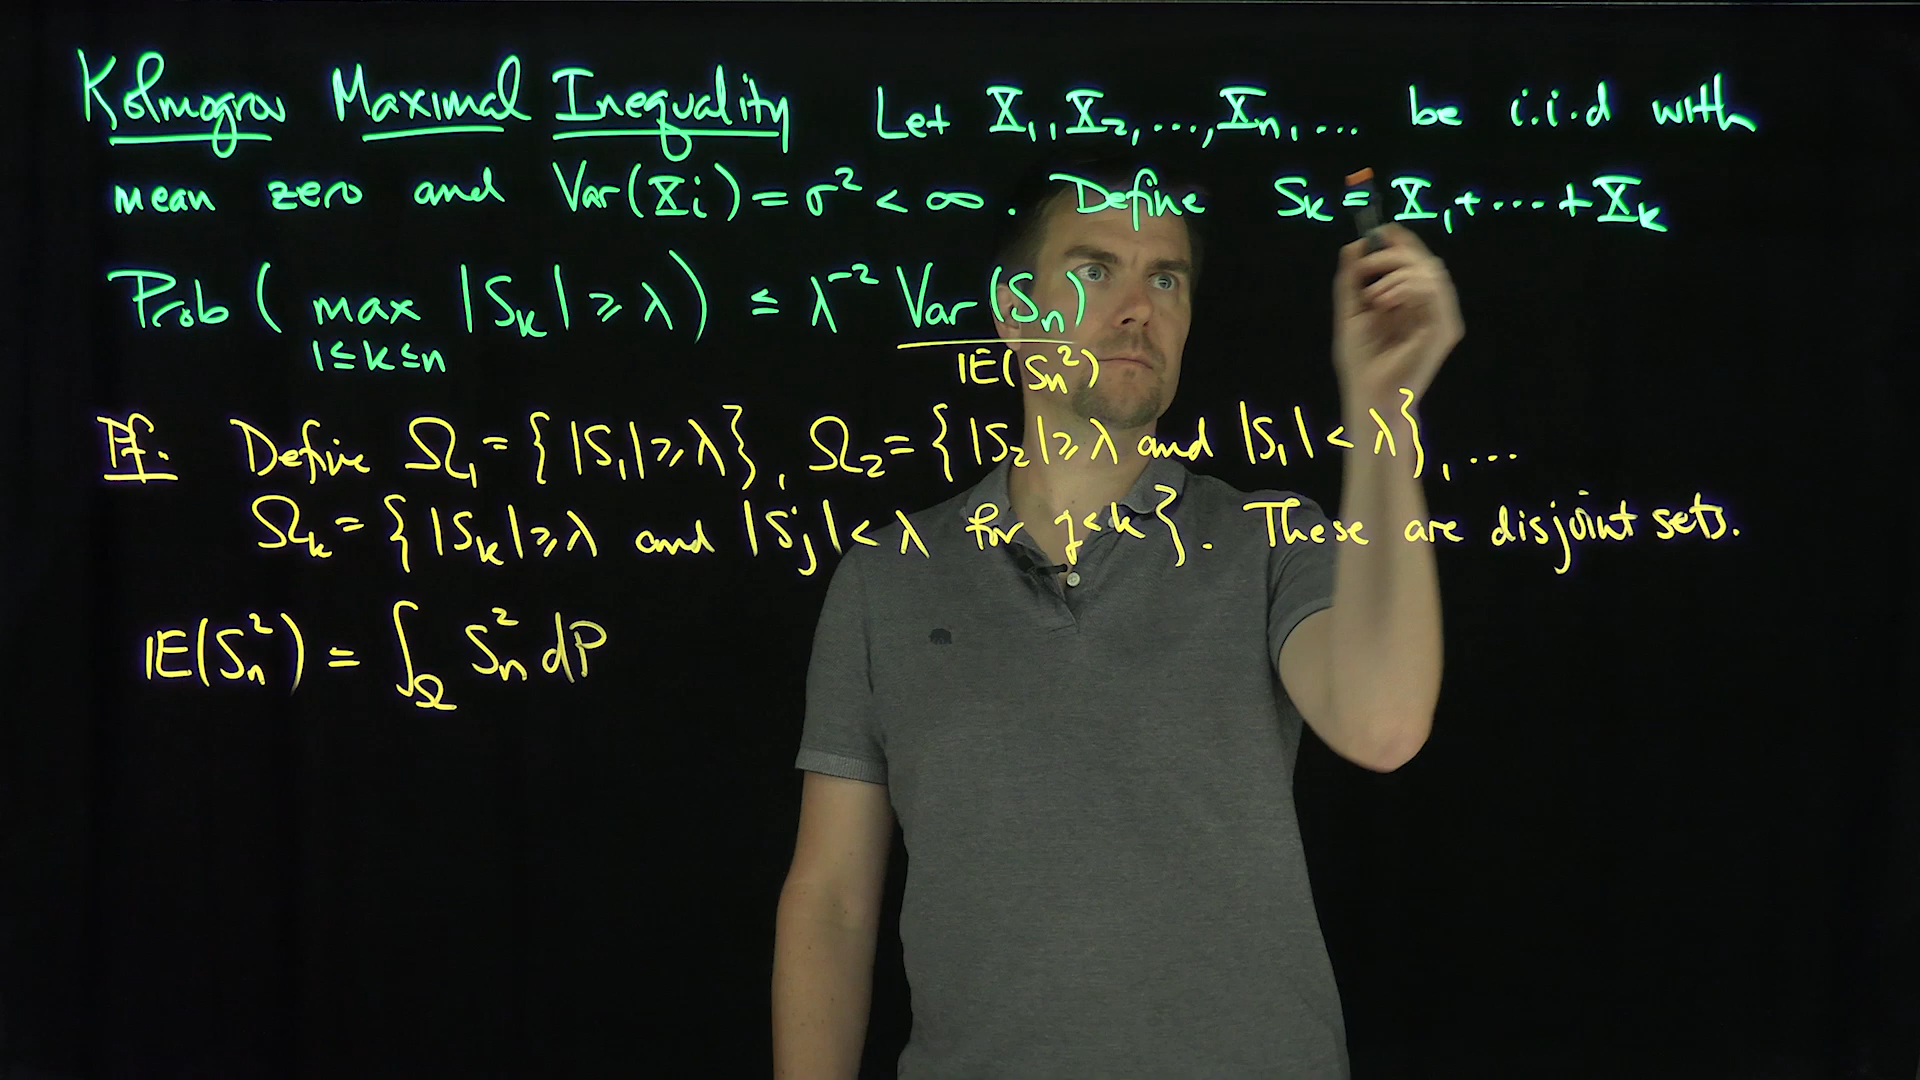 Kolmogrov Maximal Inequality Let X₁, X₂, ..., Xₙ, ... be i.i.d with
mean zero and Var(Xi) = σ² < ∞. Define Sₖ = X₁ + ... + Xₖ
Prob ( max |Sₖ| ≥ λ ) ≤ λ⁻² Var(Sₙ)
1≤k≤n 𝔼(Sₙ²)
Pf. Define Ω₁ = { |S₁| ≥ λ }, Ω₂ = { |S₂| ≥ λ and |S₁| < λ }, ...
Ωₖ = { |Sₖ| ≥ λ and |Sⱼ| < λ for j<k }. These are disjoint sets.
𝔼(Sₙ²) = ∫_Ω Sₙ² dP